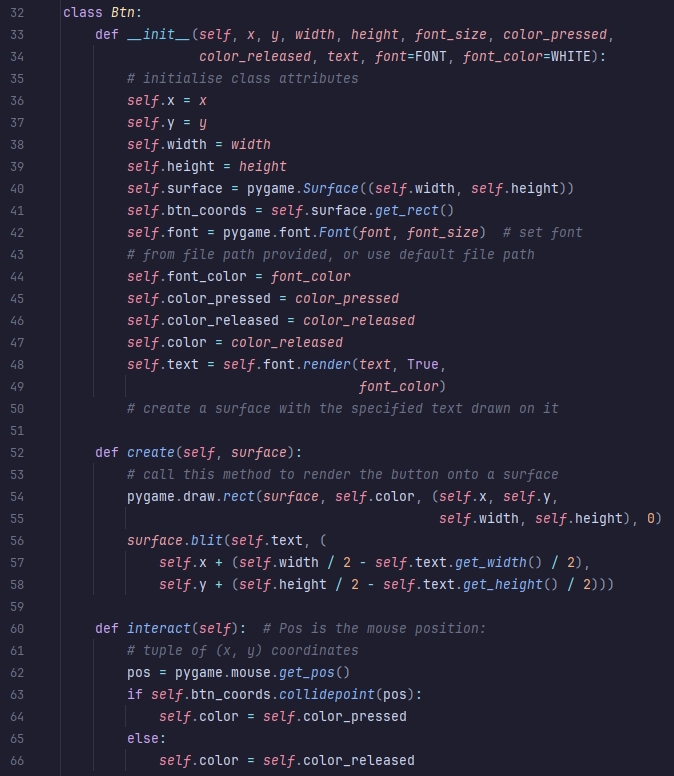 32 class Btn:
33     def __init__(self, x, y, width, height, font_size, color_pressed,
34                  color_released, text, font=FONT, font_color=WHITE):
35         # initialise class attributes
36         self.x = x
37         self.y = y
38         self.width = width
39         self.height = height
40         self.surface = pygame.Surface((self.width, self.height))
41         self.btn_coords = self.surface.get_rect()
42         self.font = pygame.font.Font(font, font_size)  # set font
43         # from file path provided, or use default file path
44         self.font_color = font_color
45         self.color_pressed = color_pressed
46         self.color_released = color_released
47         self.color = color_released
48         self.text = self.font.render(text, True,
49                                      font_color)
50         # create a surface with the specified text drawn on it
51
52     def create(self, surface):
53         # call this method to render the button onto a surface
54         pygame.draw.rect(surface, self.color, (self.x, self.y,
55                                                self.width, self.height), 0)
56         surface.blit(self.text, (
57             self.x + (self.width / 2 - self.text.get_width() / 2),
58             self.y + (self.height / 2 - self.text.get_height() / 2)))
59
60     def interact(self):  # Pos is the mouse position:
61         # tuple of (x, y) coordinates
62         pos = pygame.mouse.get_pos()
63         if self.btn_coords.collidepoint(pos):
64             self.color = self.color_pressed
65         else:
66             self.color = self.color_released